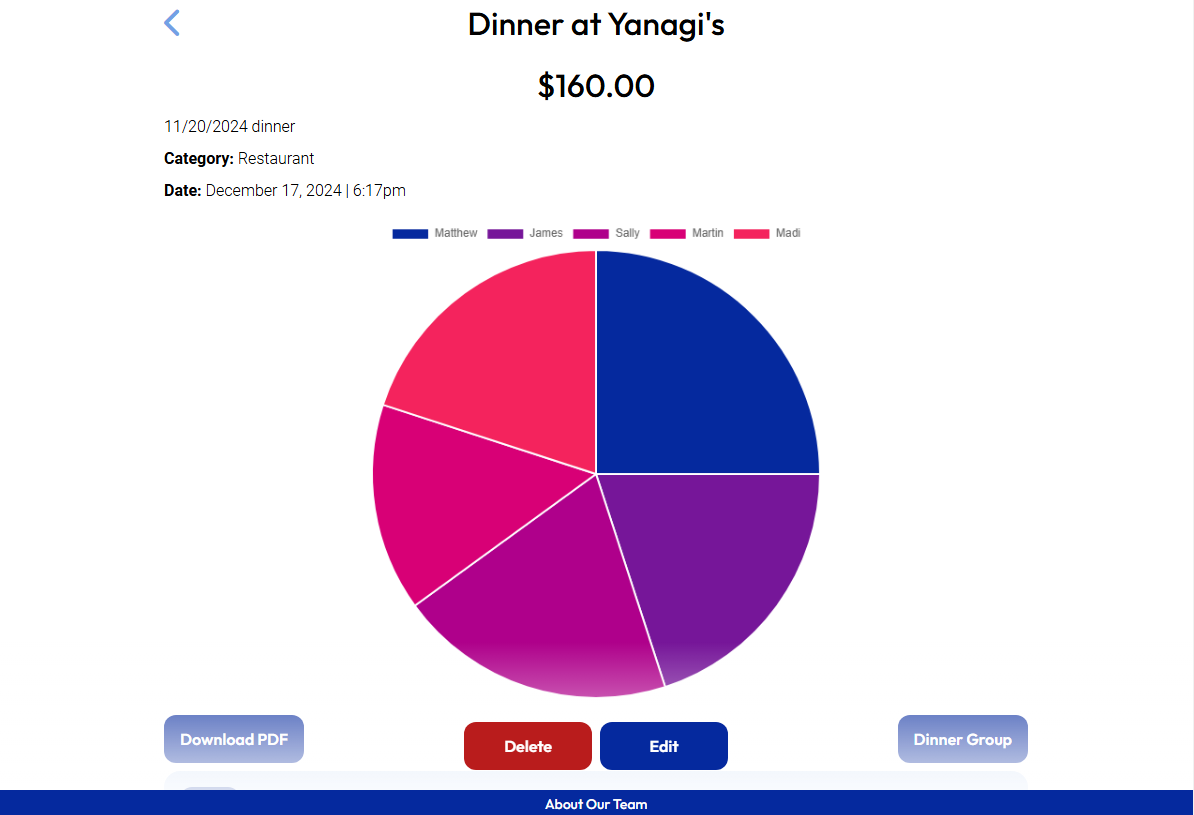 Dinner at Yanagi's
$160.00
11/20/2024 dinner
Category: Restaurant
Date: December 17, 2024 | 6:17pm
Matthew James Sally Martin Madi
Download PDF Delete Edit Dinner Group
About Our Team